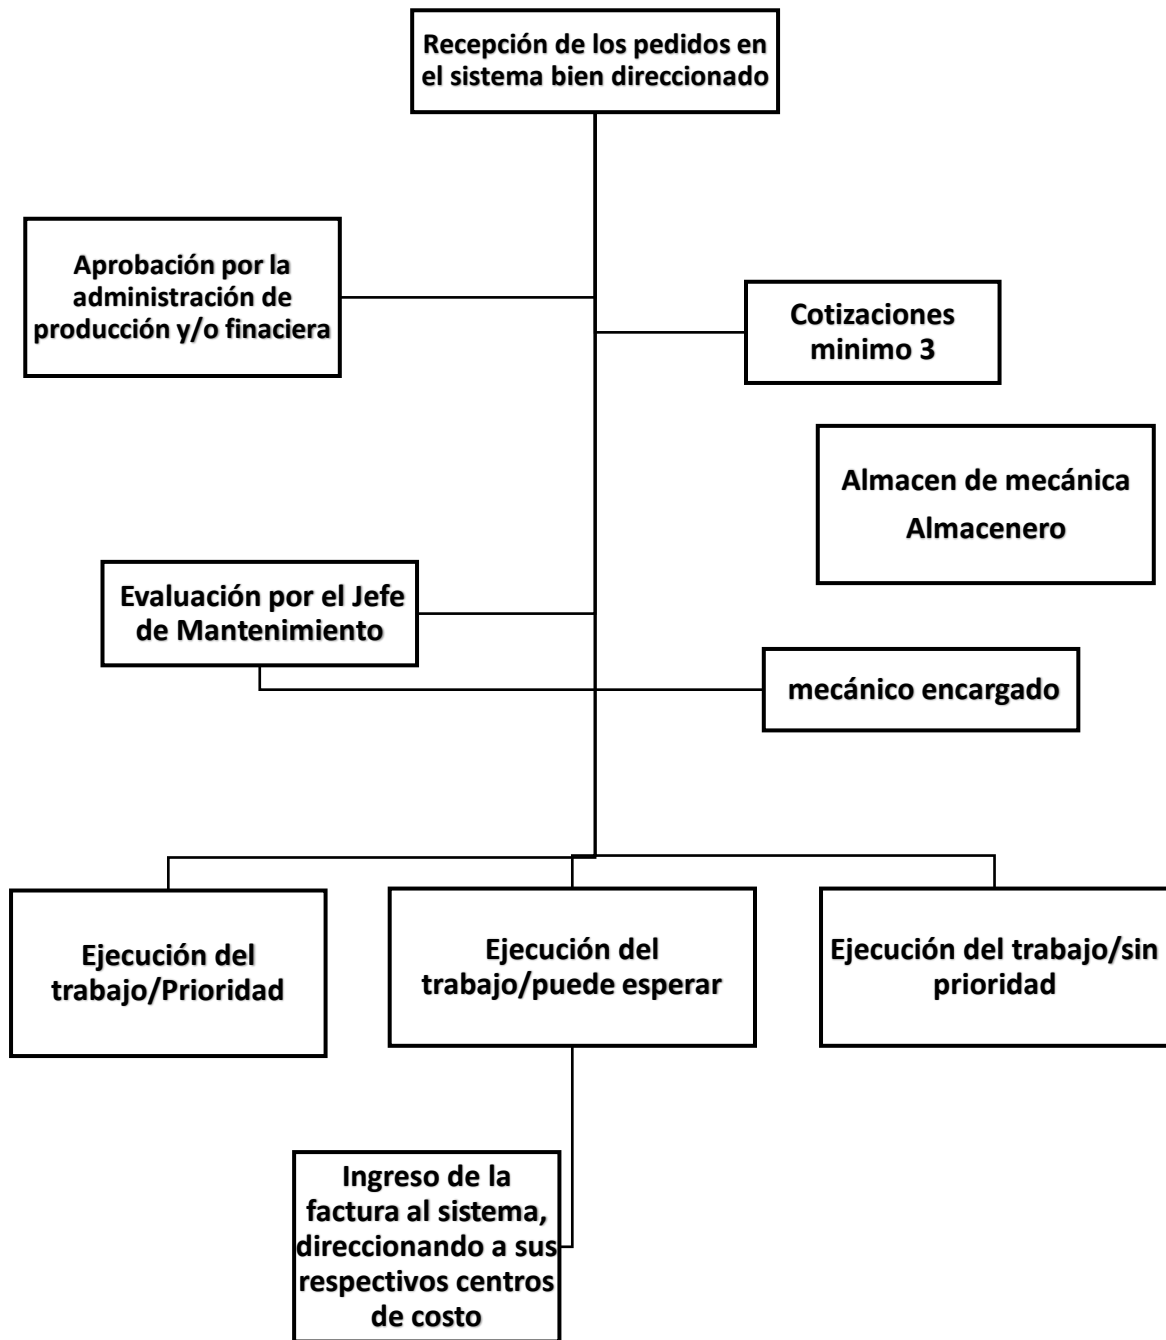 Recepción de los pedidos en
el sistema bien direccionado
Aprobación por la
administración de
producción y/o finaciera
Cotizaciones
minimo 3
Almacen de mecánica
Almacenero
Evaluación por el Jefe
de Mantenimiento
mecánico encargado
Ejecución del
trabajo/Prioridad
Ejecución del
trabajo/puede esperar
Ejecución del trabajo/sin
prioridad
Ingreso de la
factura al sistema,
direccionando a sus
respectivos centros
de costo